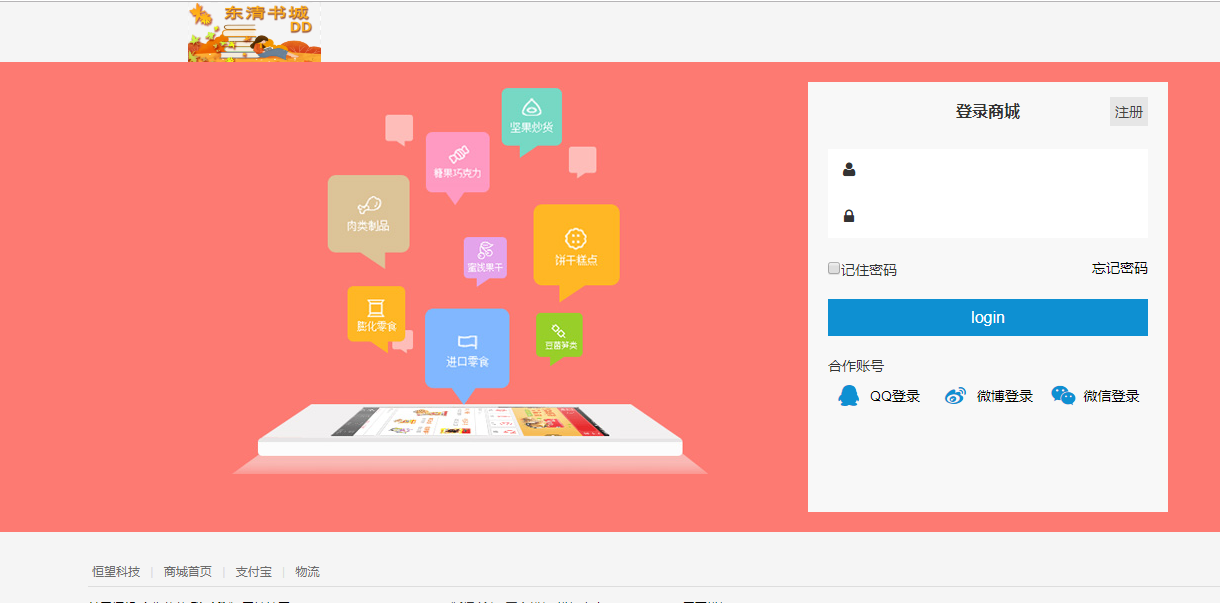 东清书城
DD
坚果炒货
糖果巧克力
肉类制品
蜜饯果干
饼干糕点
膨化零食
进口零食
豆苗笋类
登录商城
注册
记住密码
忘记密码
login
合作账号
QQ登录
微博登录
微信登录
恒望科技 | 商城首页 | 支付宝 | 物流